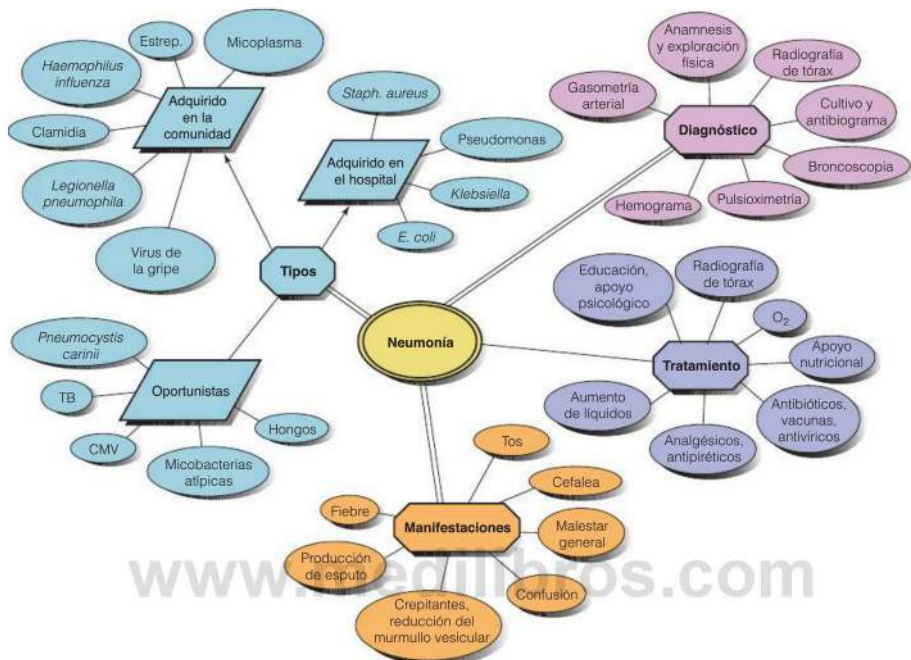 Estrep.
Micoplasma
Haemophilus
influenza
Adquirido
en la
comunidad
Clamidia
Legionella
pneumophila
Virus de
la gripe
Staph. aureus
Adquirido en
el hospital
Pseudomonas
Klebsiella
E. coli
Tipos
Anamnesis
y exploración
física
Radiografía
de tórax
Gasometría
arterial
Diagnóstico
Cultivo y
antibiograma
Broncoscopia
Pulsioximetría
Hemograma
Neumonía
Educación,
apoyo
psicológico
Radiografía
de tórax
O2
Tratamiento
Apoyo
nutricional
Aumento
de líquidos
Analgésicos,
antipiréticos
Antibióticos,
vacunas,
antivíricos
Pneumocystis
carinii
Oportunistas
TB
CMV
Micobacterias
atípicas
Hongos
Tos
Cefalea
Fiebre
Manifestaciones
Malestar
general
Producción
de esputo
Confusión
Crepitantes,
reducción del
murmullo vesicular
www.medilibros.com